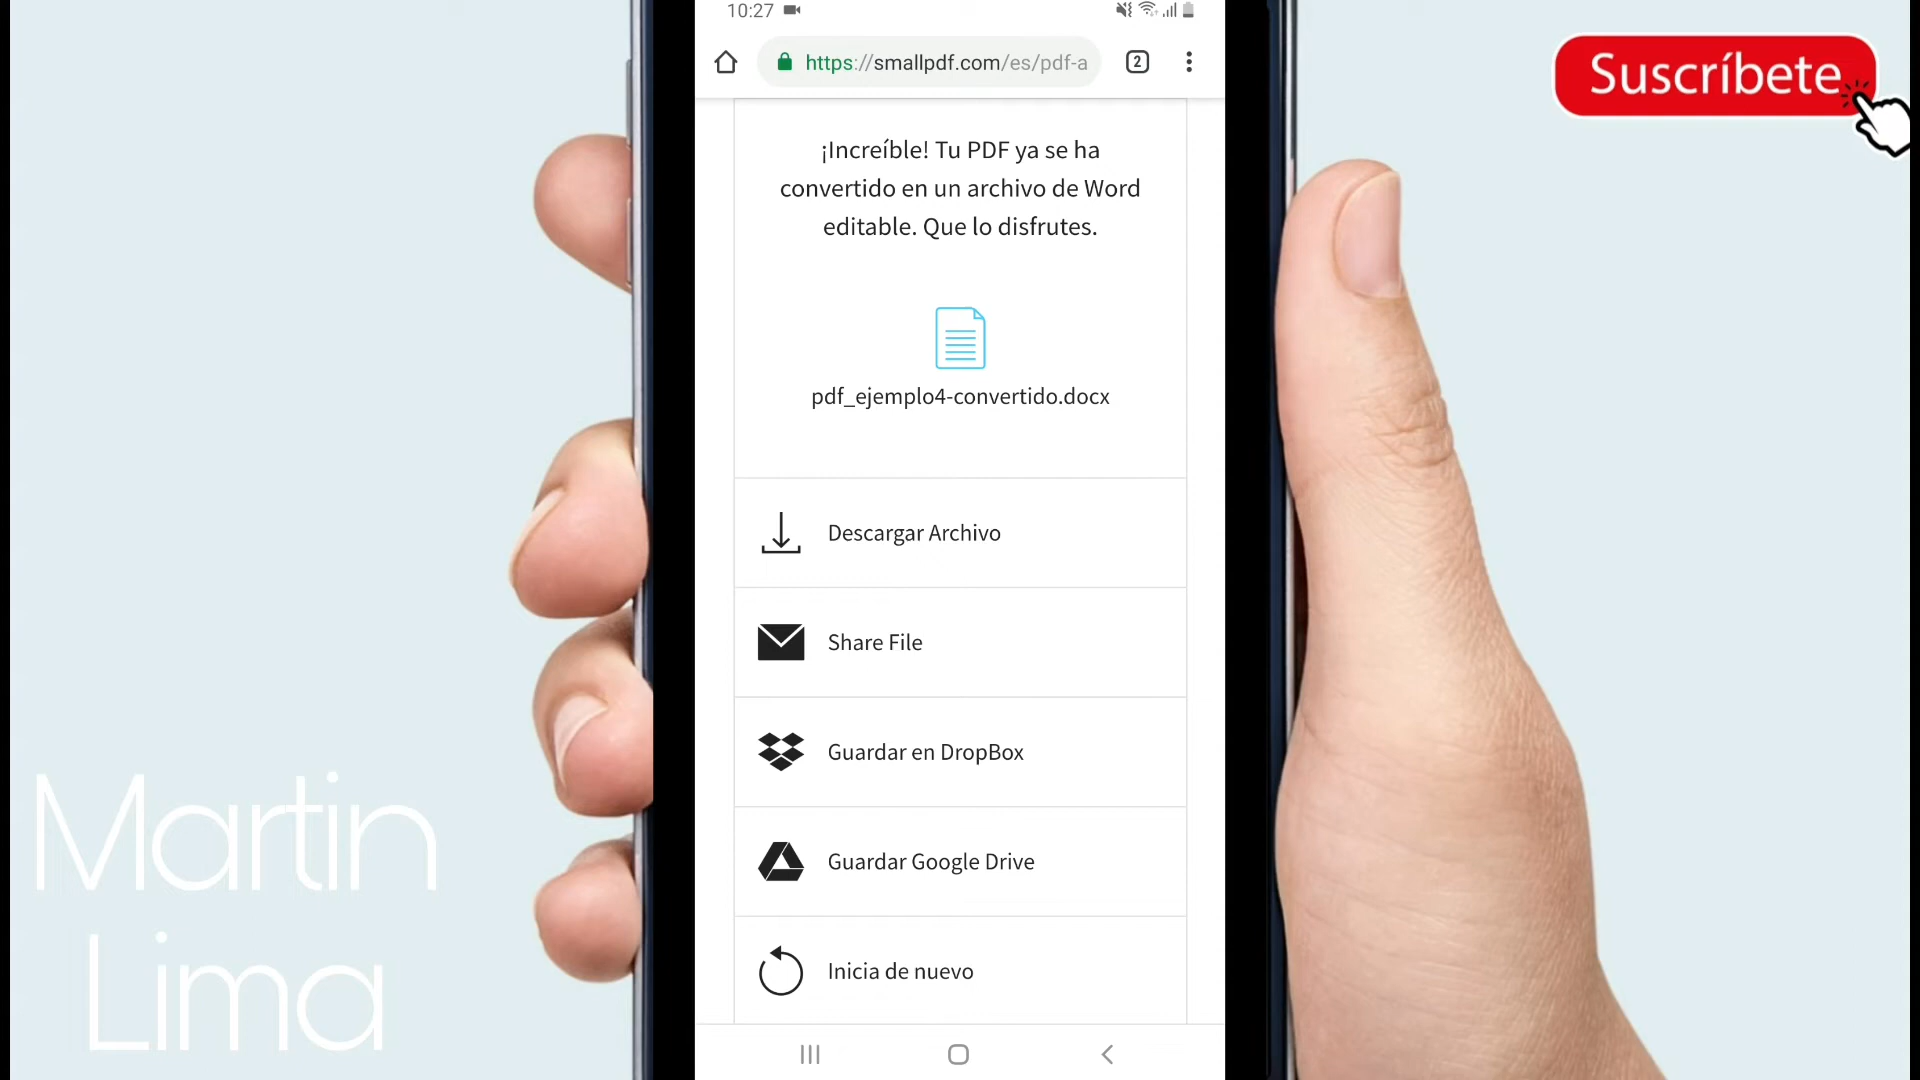 10:27
https://smallpdf.com/es/pdf-a
2
Suscríbete
¡Increíble! Tu PDF ya se ha
convertido en un archivo de Word
editable. Que lo disfrutes.
pdf_ejemplo4-convertido.docx
Descargar Archivo
Share File
Guardar en DropBox
Guardar Google Drive
Inicia de nuevo
Martin
Lima